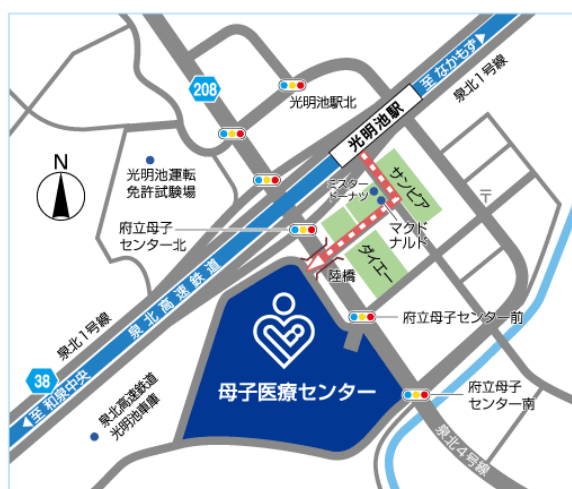 至 なかもず
泉北1号線
208
光明池駅北
光明池駅
N
光明池運転
免許試験場
サンピア
ミスター
ドーナツ
〒
マクド
ナルド
府立母子
センター北
ダイエー
陸橋
泉北高速鉄道
府立母子センター前
泉北1号線
38
至 和泉中央
母子医療センター
府立母子
センター南
泉北高速鉄道
光明池車庫
泉北4号線